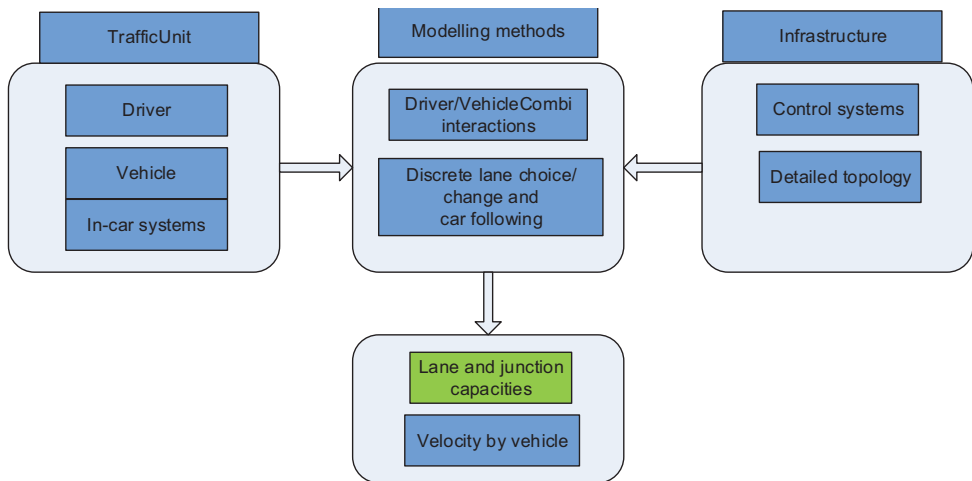 TrafficUnit
Driver
Vehicle
In-car systems
Modelling methods
Driver/VehicleCombi
interactions
Discrete lane choice/
change and
car following
Infrastructure
Control systems
Detailed topology
Lane and junction
capacities
Velocity by vehicle